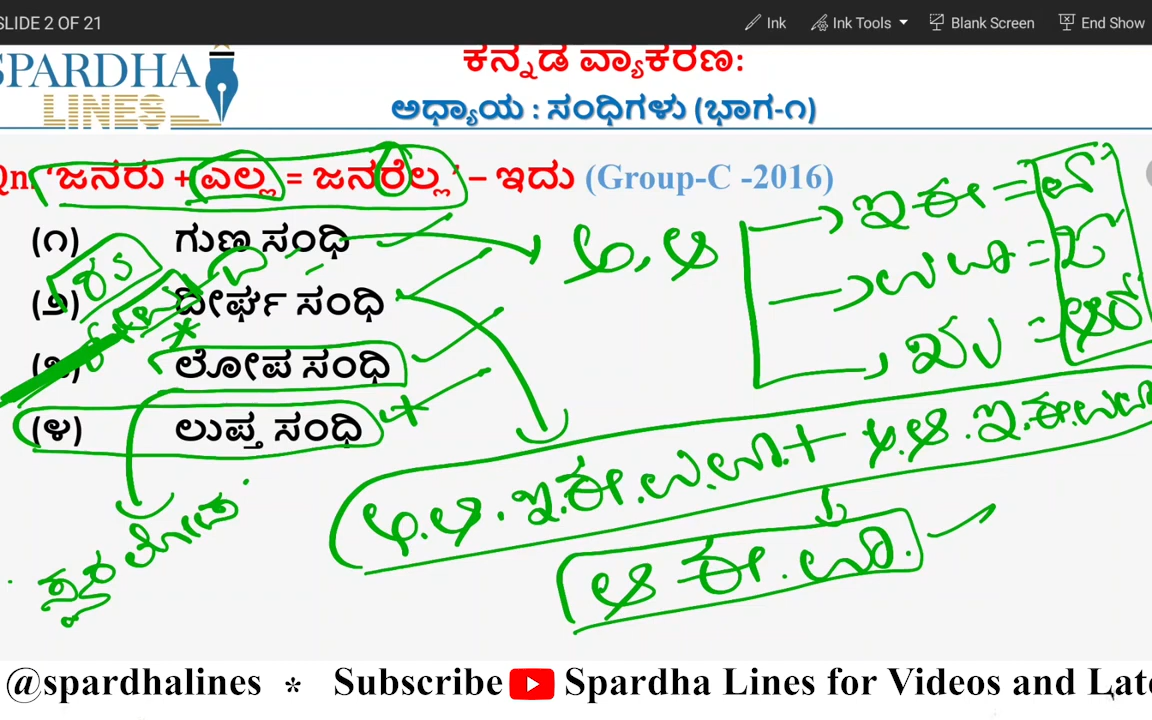 SLIDE 2 OF 21 Ink Ink Tools Blank Screen End Show
SPARDHA
LINES
ಕನ್ನಡ ವ್ಯಾಕರಣ:
ಅಧ್ಯಾಯ : ಸಂಧಿಗಳು (ಭಾಗ-೧)
Qn. 'ಜನರು + ಎಲ್ಲ = ಜನರೆಲ್ಲ' – ಇದು (Group-C -2016)
(೧) ಗುಣ ಸಂಧಿ
(೨) ದೀರ್ಘ ಸಂಧಿ
(೩) ಲೋಪ ಸಂಧಿ
(೪) ಲುಪ್ತ ಸಂಧಿ
ಅ, ಆ
ಇ ಈ = ಏ
ಉ ಊ = ಓ
ಋ = ಅರ್
ಅ.ಆ.ಇ.ಈ.ಉ.ಊ + ಅ.ಆ.ಇ.ಈ.ಉ.ಊ
ಆ ಈ. ಊ.
ಸ್ವರ ಲೋಪ
@spardhalines * Subscribe Spardha Lines for Videos and Late